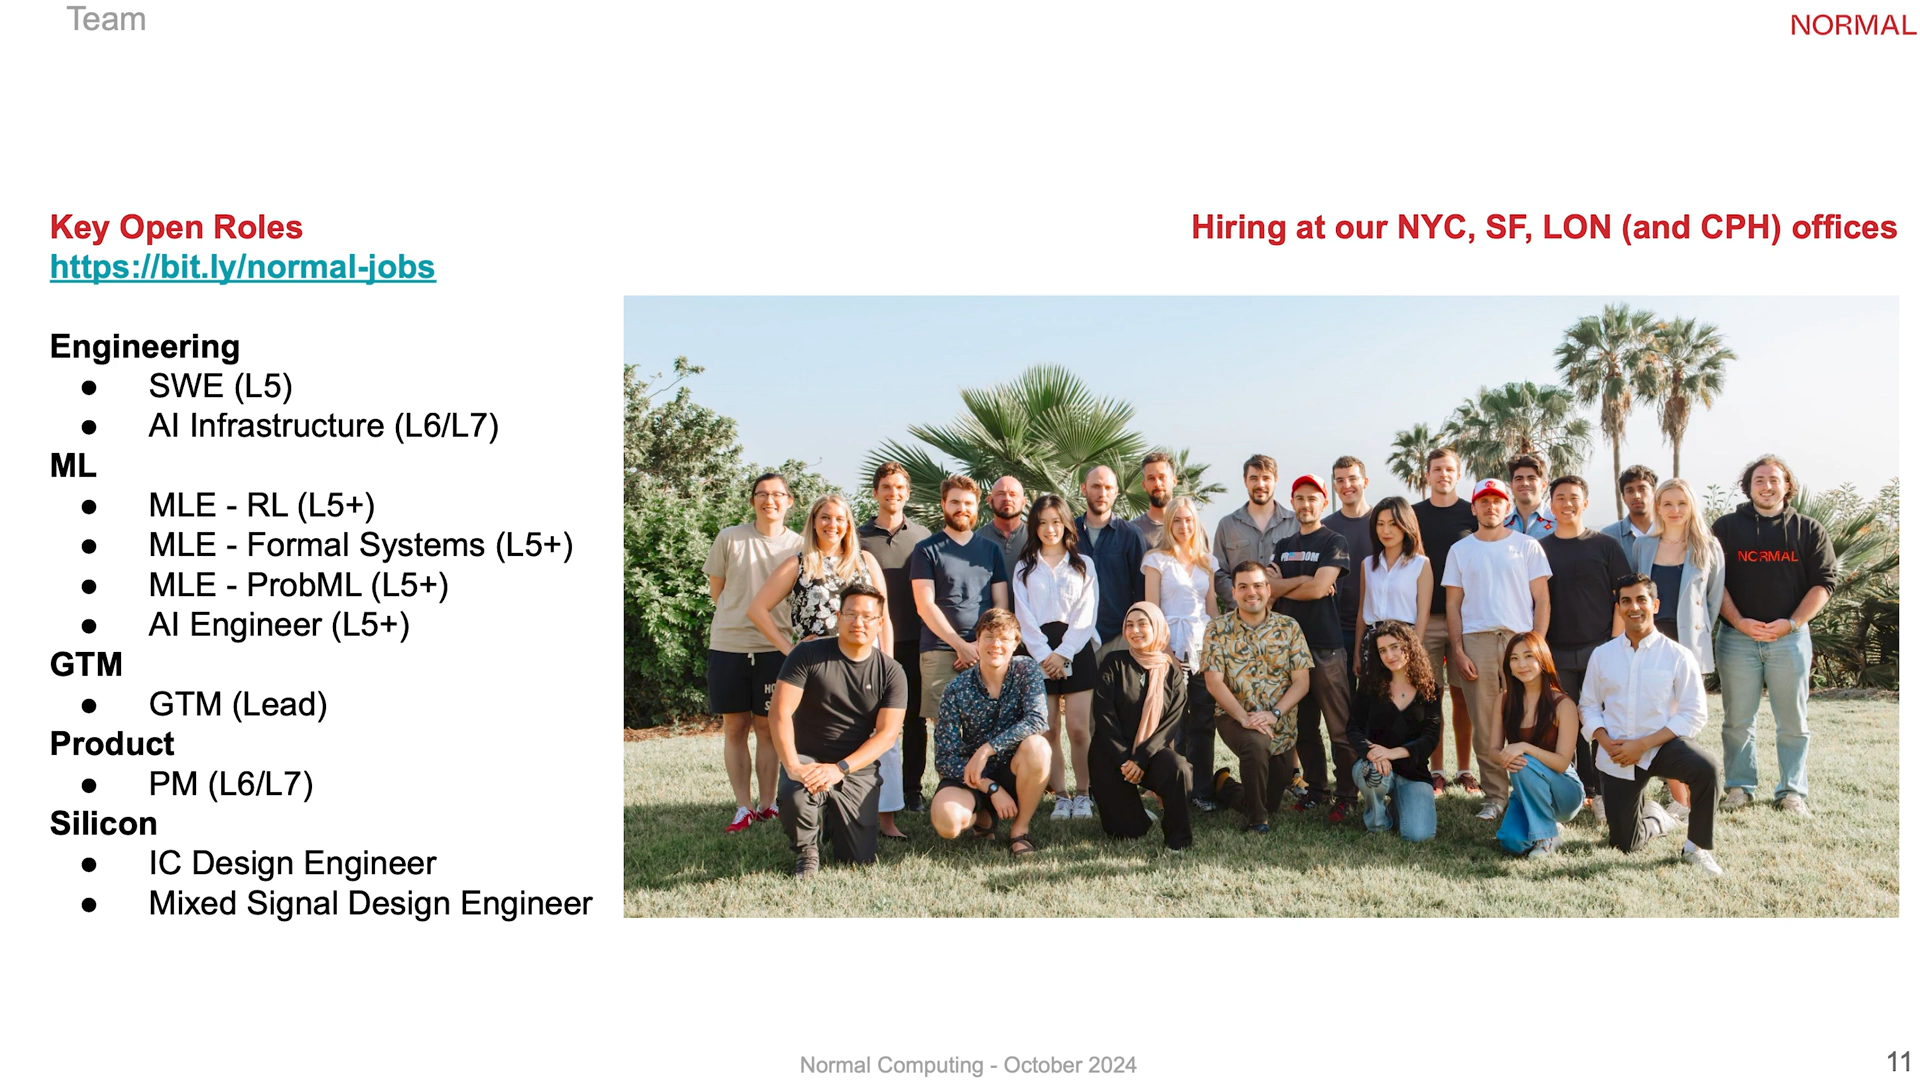 Team
NORMAL
Key Open Roles
https://bit.ly/normal-jobs
Hiring at our NYC, SF, LON (and CPH) offices
Engineering
● SWE (L5)
● AI Infrastructure (L6/L7)
ML
● MLE - RL (L5+)
● MLE - Formal Systems (L5+)
● MLE - ProbML (L5+)
● AI Engineer (L5+)
GTM
● GTM (Lead)
Product
● PM (L6/L7)
Silicon
● IC Design Engineer
● Mixed Signal Design Engineer
NORMAL
Normal Computing - October 2024
11